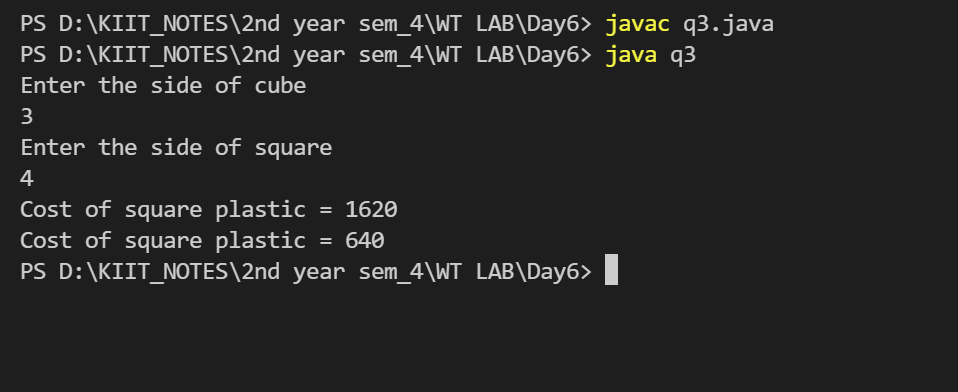 PS D:\KIIT_NOTES\2nd year sem_4\WT LAB\Day6> javac q3.java
PS D:\KIIT_NOTES\2nd year sem_4\WT LAB\Day6> java q3
Enter the side of cube
3
Enter the side of square
4
Cost of square plastic = 1620
Cost of square plastic = 640
PS D:\KIIT_NOTES\2nd year sem_4\WT LAB\Day6>